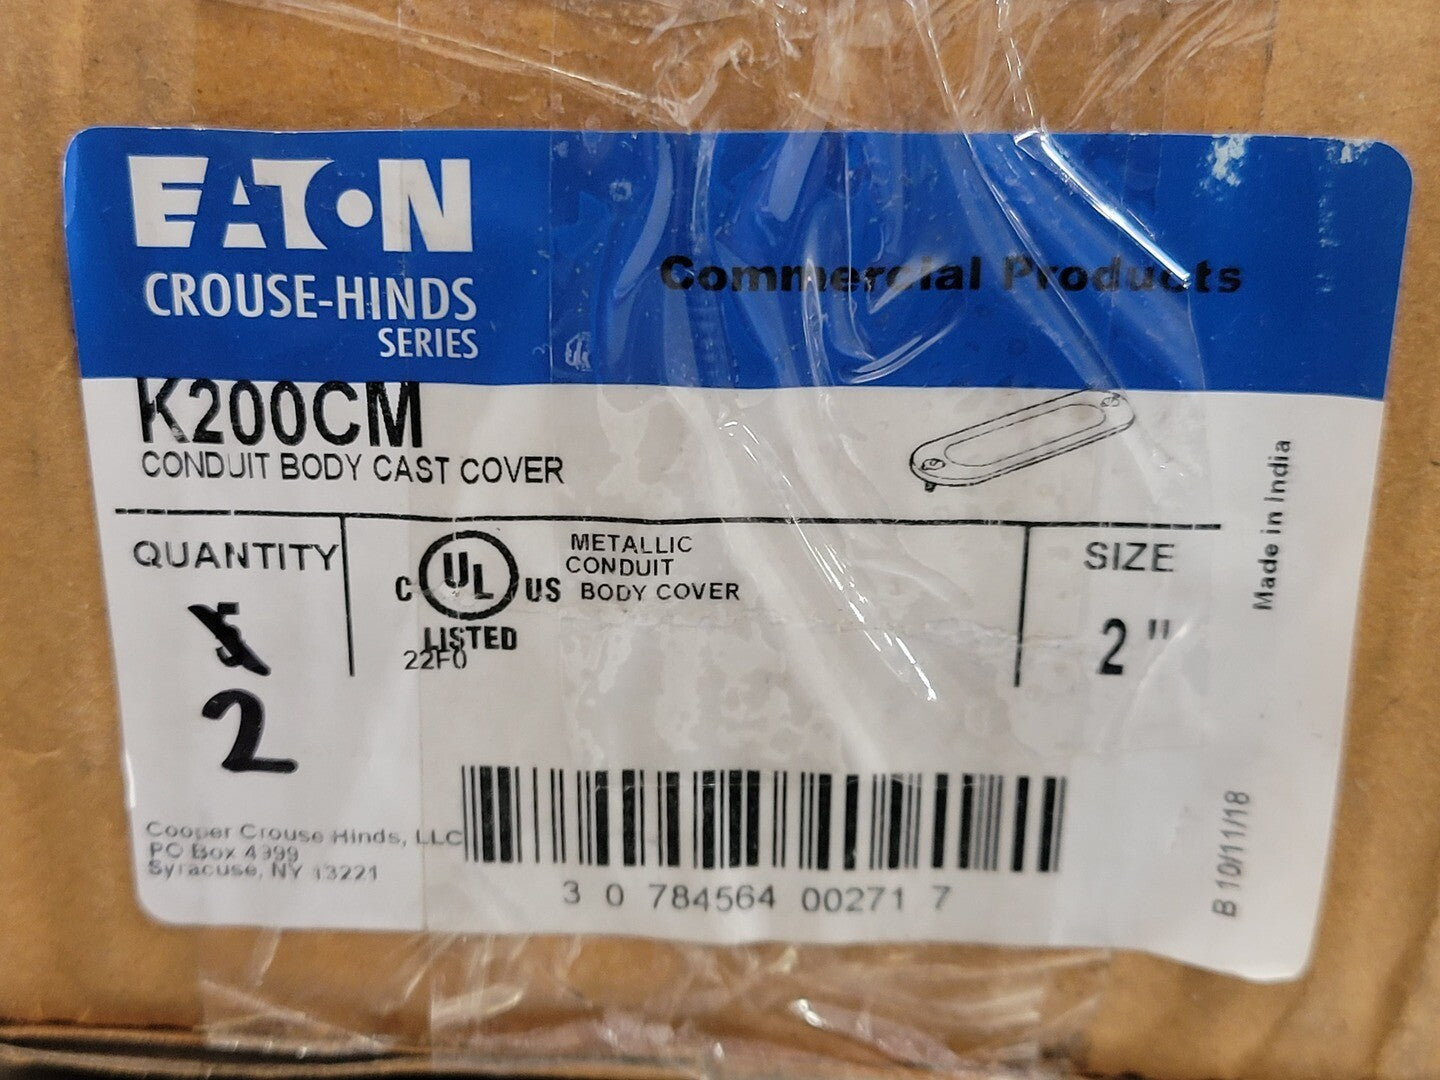 EATON
CROUSE-HINDS
SERIES
Commercial Products
K200CM
CONDUIT BODY CAST COVER
QUANTITY
5
2
C UL US
LISTED
22F0
METALLIC
CONDUIT
BODY COVER
SIZE
2"
Made in India
Cooper Crouse Hinds, LLC
PO Box 4999
Syracuse, NY 13221
3 0 784564 00271 7
B 10/11/18